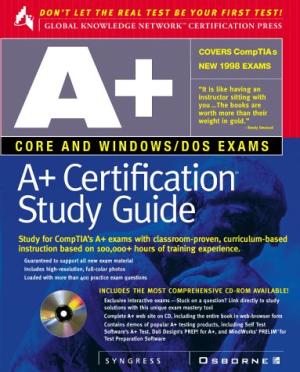 DON'T LET THE REAL TEST BE YOUR FIRST TEST!
GLOBAL KNOWLEDGE NETWORK™ CERTIFICATION PRESS
A+
COVERS CompTIAs
NEW 1998 EXAMS
"It is like having an
instructor sitting with
you ...The books are
worth more than their
weight in gold."
CORE AND WINDOWS/DOS EXAMS
A+ Certification
Study Guide
Study for CompTIA's A+ exams with classroom-proven, curriculum-based
instruction based on 100,000+ hours of training experience.
Guaranteed to support all new exam material
Includes high-resolution, full-color photos
Loaded with more than 400 practice exam questions
INCLUDES THE MOST COMPREHENSIVE CD-ROM AVAILABLE!
Exclusive interactive exams—Stuck on a question? Link directly to study
solutions with this unique exam mastery tool
Complete A+ web site on CD, including the entire book in web-browser form
Contains demos of popular A+ testing products, including Self Test
Software's A+ Test, Dali Design's PREP! for A+, and MindWorks' PRELIM™ for
Test Preparation Software
SYNGRESS
OSBORNE